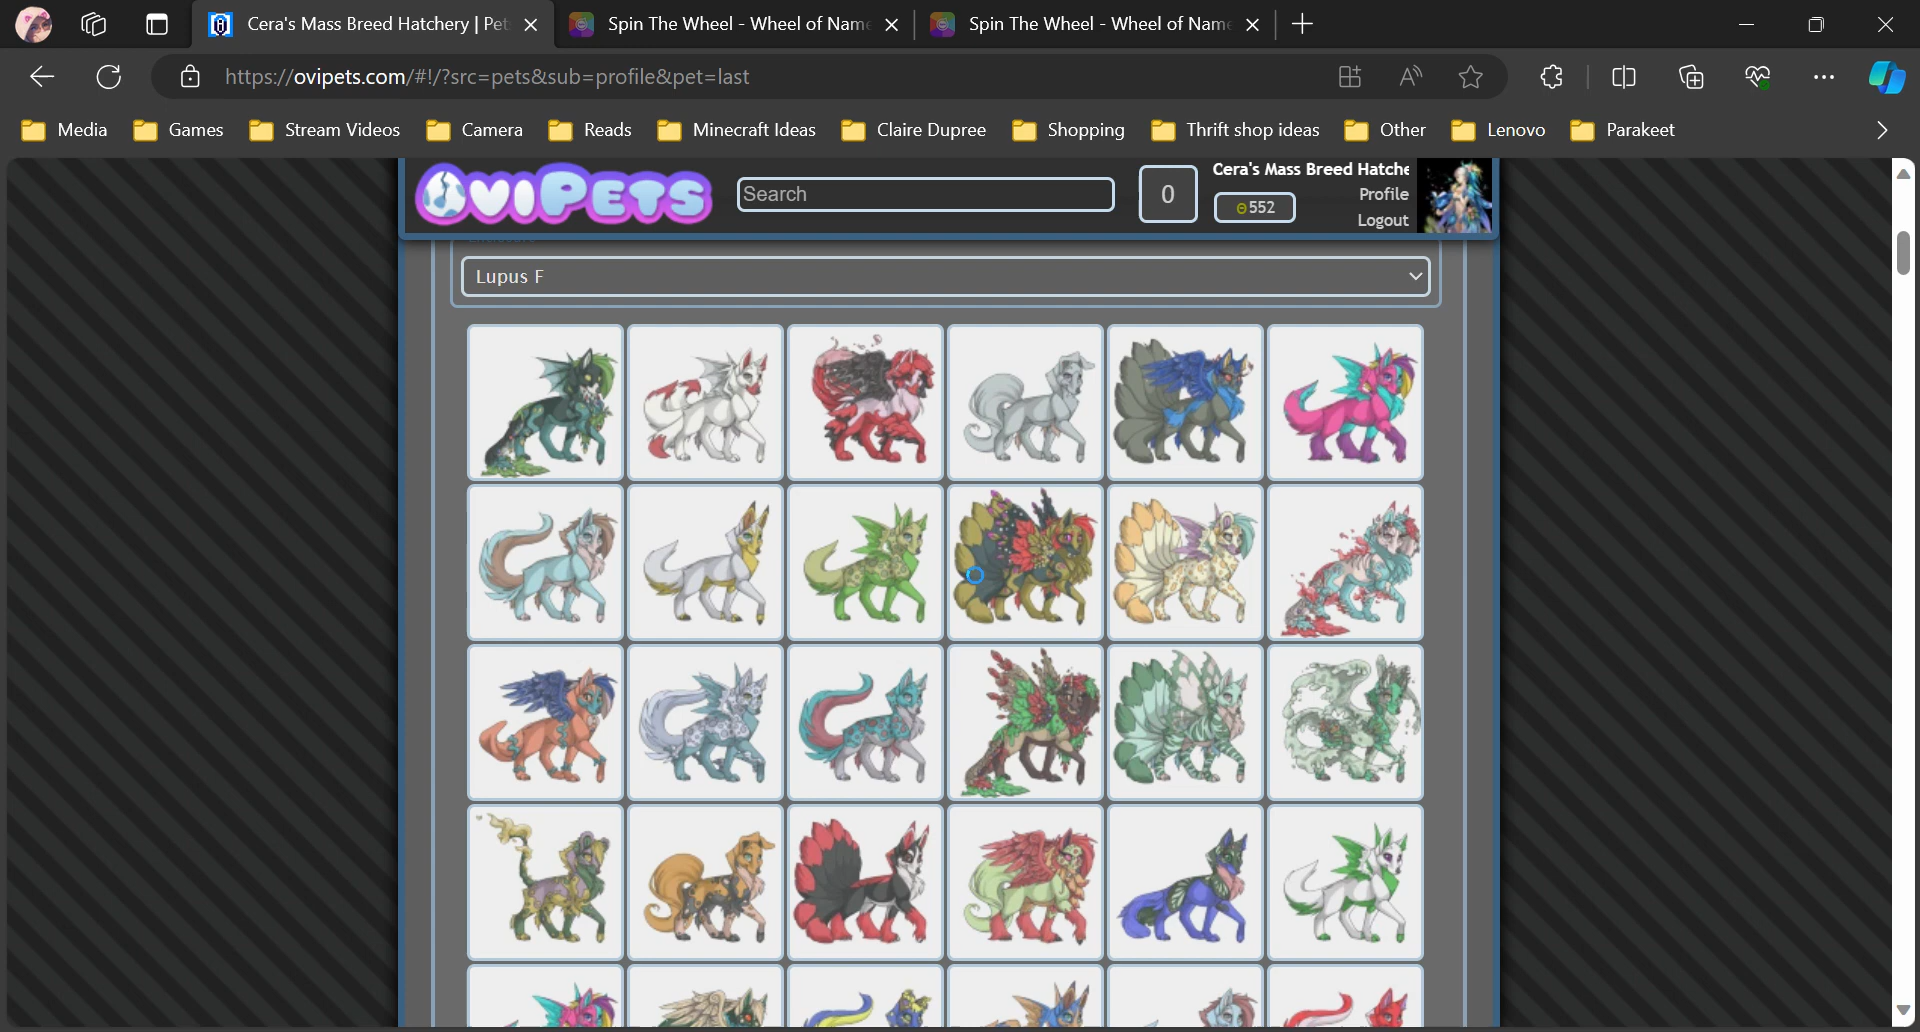 Cera's Mass Breed Hatchery | Pet
Spin The Wheel - Wheel of Name
Spin The Wheel - Wheel of Name
https://ovipets.com/#!/?src=pets&sub=profile&pet=last
Media
Games
Stream Videos
Camera
Reads
Minecraft Ideas
Claire Dupree
Shopping
Thrift shop ideas
Other
Lenovo
Parakeet
OviPets
Search
0
Cera's Mass Breed Hatche
552
Profile
Logout
Lupus F